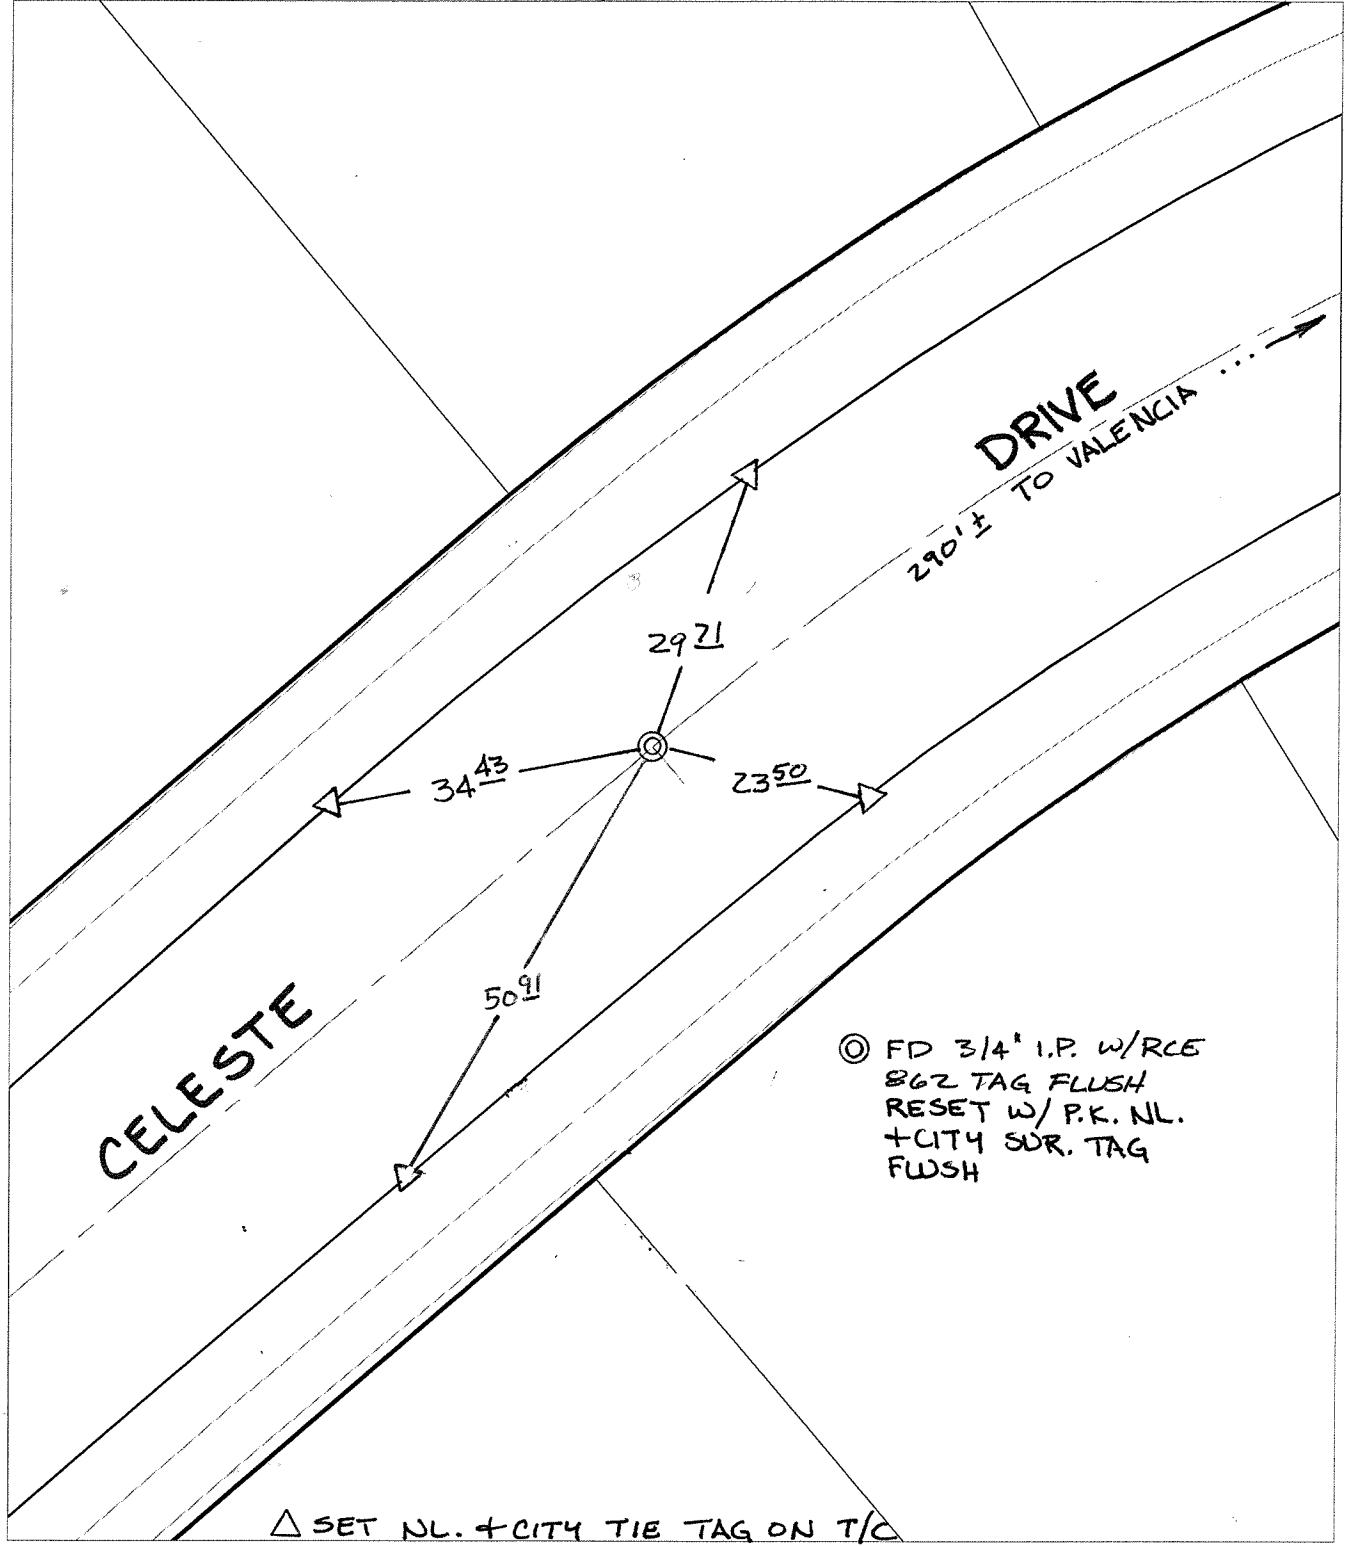 DRIVE
290'± TO VALENCIA ...
29 71
34 43
23 50
50 91
CELESTE
FD 3/4" I.P. W/RCE
862 TAG FLUSH
RESET W/ P.K. NL.
+CITY SUR. TAG
FLUSH
△ SET NL. + CITY TIE TAG ON T/C